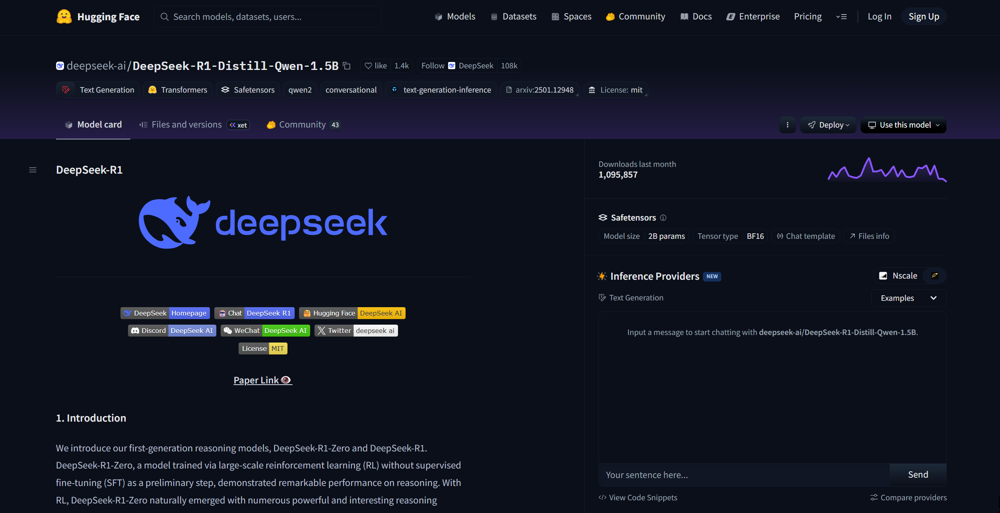 Hugging Face
Search models, datasets, users...
Models
Datasets
Spaces
Community
Docs
Enterprise
Pricing
Log In
Sign Up
deepseek-ai/DeepSeek-R1-Distill-Qwen-1.5B
like 1.4k
Follow DeepSeek 108k
Text Generation
Transformers
Safetensors
qwen2
conversational
text-generation-inference
arxiv:2501.12948
License: mit
Model card
Files and versions xet
Community 43
Deploy
Use this model
DeepSeek-R1
deepseek
DeepSeek Homepage
Chat DeepSeek R1
Hugging Face DeepSeek AI
Discord DeepSeek AI
WeChat DeepSeek AI
Twitter deepseek ai
License MIT
Paper Link
1. Introduction
We introduce our first-generation reasoning models, DeepSeek-R1-Zero and DeepSeek-R1.
DeepSeek-R1-Zero, a model trained via large-scale reinforcement learning (RL) without supervised
fine-tuning (SFT) as a preliminary step, demonstrated remarkable performance on reasoning. With
RL, DeepSeek-R1-Zero naturally emerged with numerous powerful and interesting reasoning
Downloads last month
1,095,857
Safetensors
Model size 2B params
Tensor type BF16
Chat template
Files info
Inference Providers NEW
Nscale
Text Generation
Examples
Input a message to start chatting with deepseek-ai/DeepSeek-R1-Distill-Qwen-1.5B.
Your sentence here...
Send
View Code Snippets
Compare providers